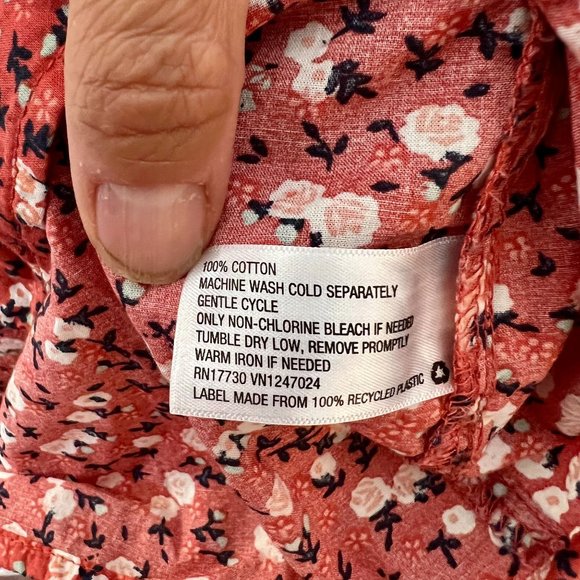 100% COTTON
MACHINE WASH COLD SEPARATELY
GENTLE CYCLE
ONLY NON-CHLORINE BLEACH IF NEEDED
TUMBLE DRY LOW, REMOVE PROMPTLY
WARM IRON IF NEEDED
RN17730 VN1247024
LABEL MADE FROM 100% RECYCLED PLASTIC